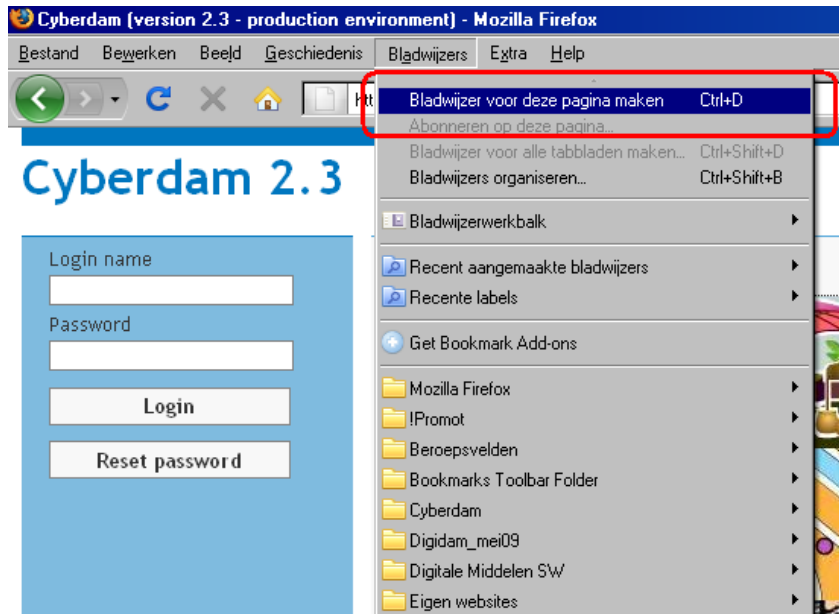 Cyberdam (version 2.3 - production environment) - Mozilla Firefox
Bestand Bewerken Beeld Geschiedenis Bladwijzers Extra Help
htt
Bladwijzer voor deze pagina maken Ctrl+D
Abonneren op deze pagina...
Bladwijzer voor alle tabbladen maken... Ctrl+Shift+D
Bladwijzers organiseren... Ctrl+Shift+B
Bladwijzerwerkbalk
Recent aangemaakte bladwijzers
Recente labels
Get Bookmark Add-ons
Mozilla Firefox
!Promot
Beroepsvelden
Bookmarks Toolbar Folder
Cyberdam
Digidam_mei09
Digitale Middelen SW
Eigen websites
Cyberdam 2.3
Login name
Password
Login
Reset password